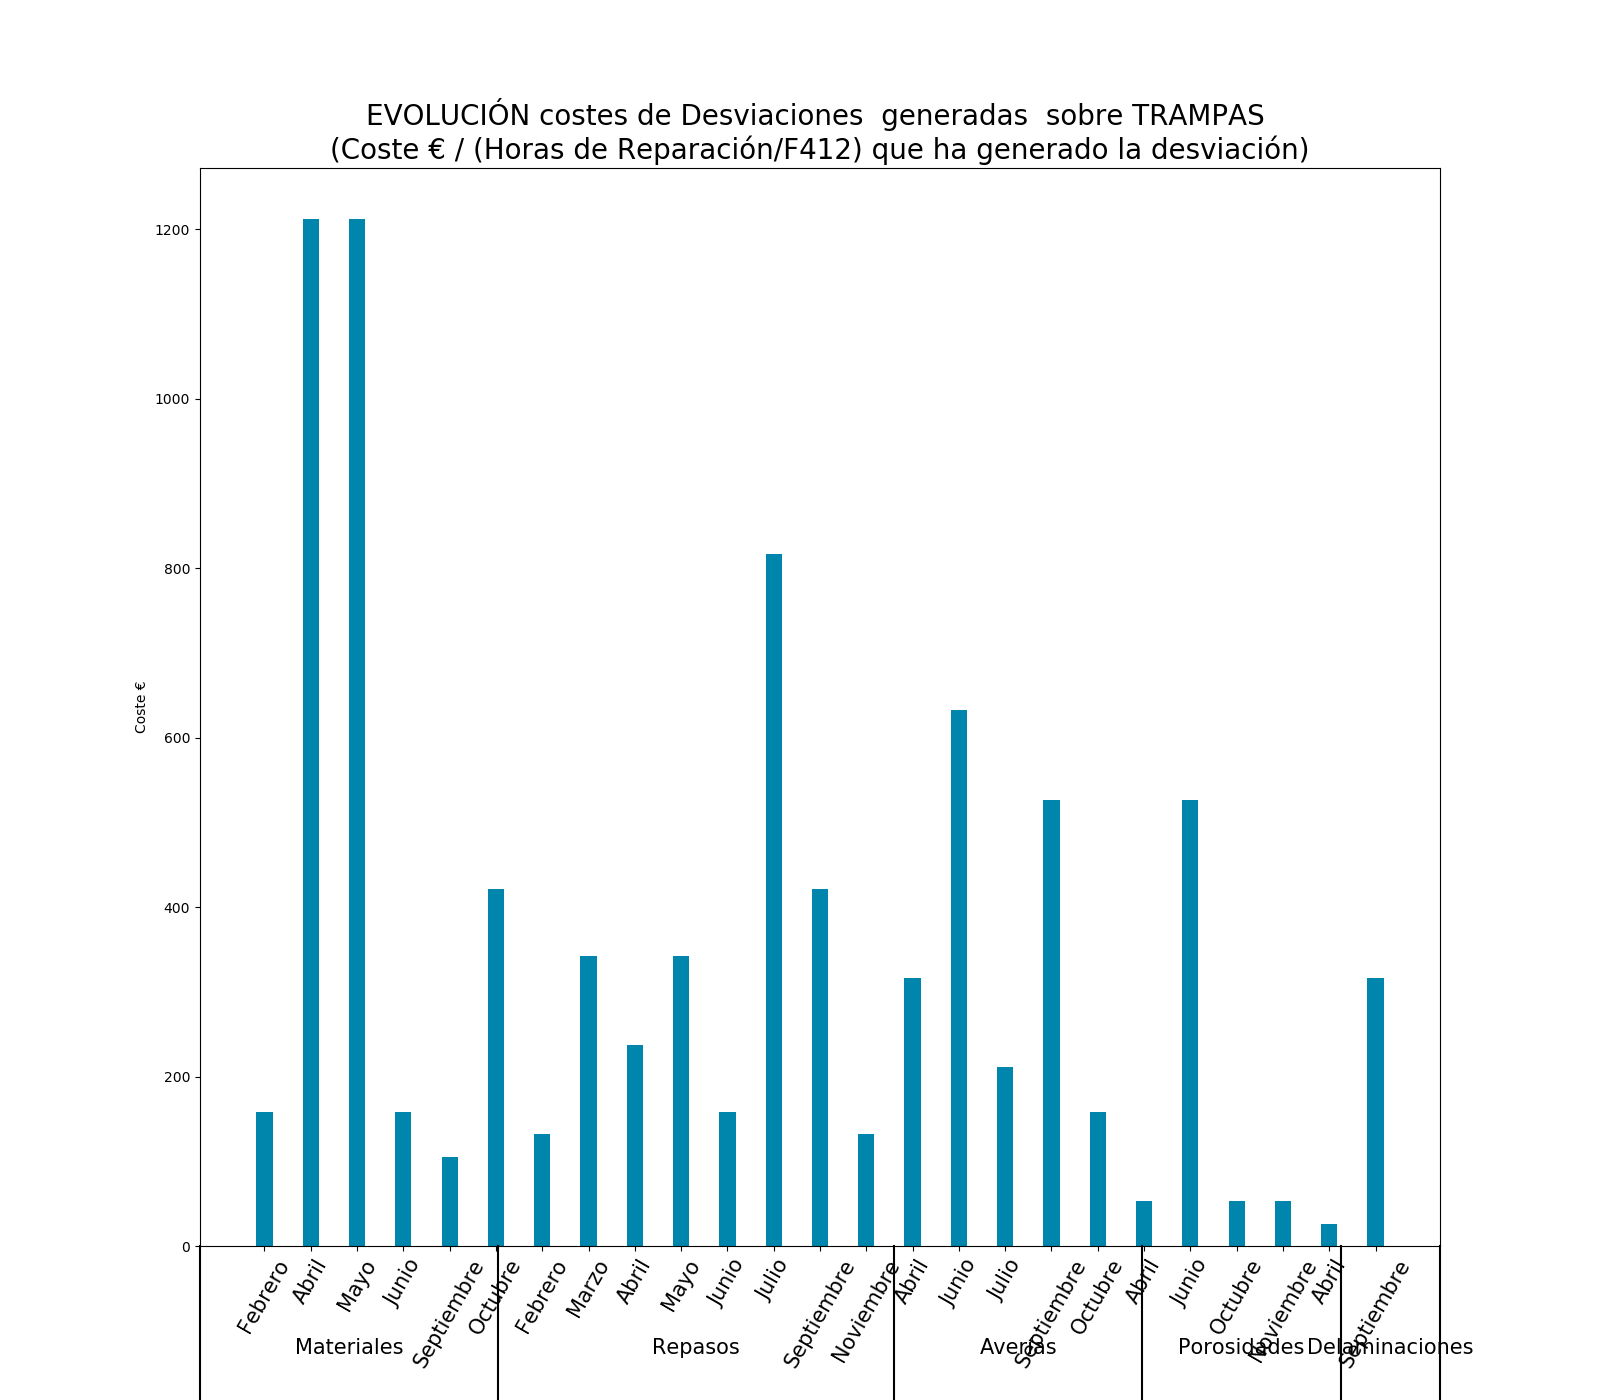 EVOLUCIÓN costes de Desviaciones  generadas  sobre TRAMPAS
(Coste € / (Horas de Reparación/F412) que ha generado la desviación)
1200
1000
800
600
400
200
0
Coste €
Febrero
Abril
Mayo
Junio
Septiembre
Octubre
Febrero
Marzo
Abril
Mayo
Junio
Julio
Septiembre
Noviembre
Abril
Junio
Julio
Septiembre
Octubre
Abril
Junio
Octubre
Noviembre
Abril
Septiembre
Materiales
Repasos
Averias
Porosidades
Delaminaciones